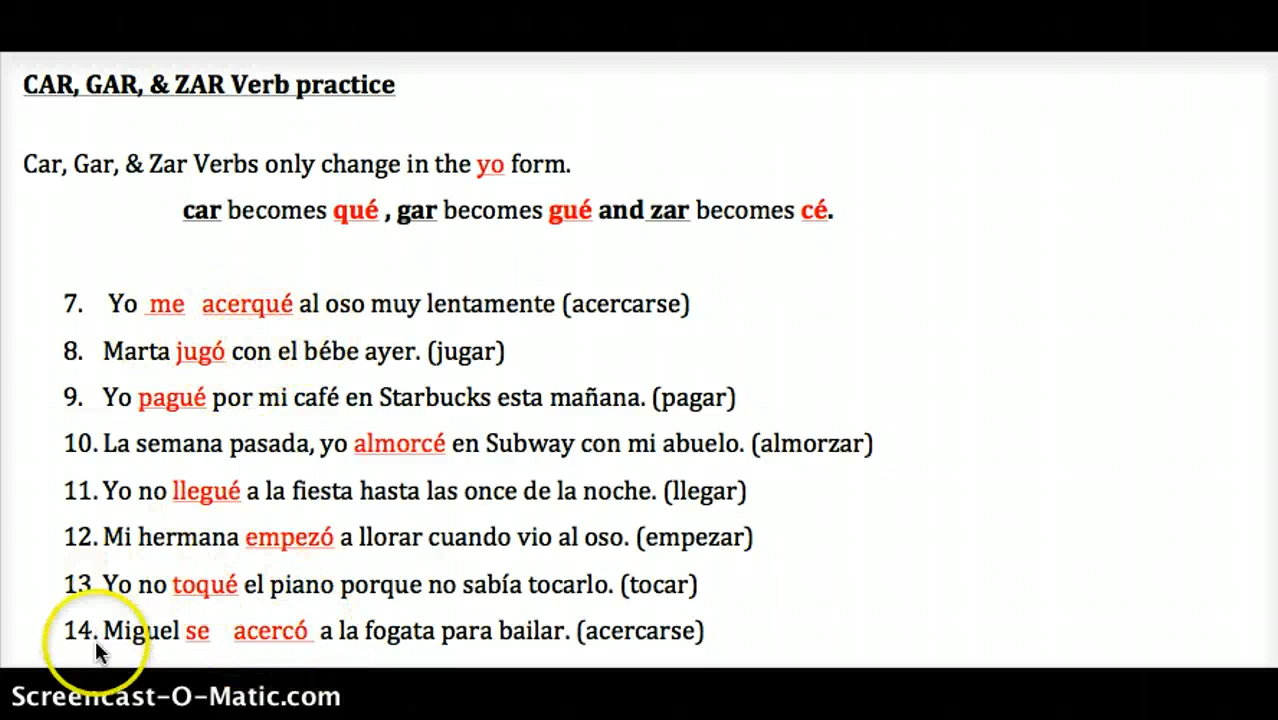 CAR, GAR, & ZAR Verb practice
Car, Gar, & Zar Verbs only change in the yo form.
car becomes qué , gar becomes gué and zar becomes cé.
7. Yo me acerqué al oso muy lentamente (acercarse)
8. Marta jugó con el bébe ayer. (jugar)
9. Yo pagué por mi café en Starbucks esta mañana. (pagar)
10. La semana pasada, yo almorcé en Subway con mi abuelo. (almorzar)
11. Yo no llegué a la fiesta hasta las once de la noche. (llegar)
12. Mi hermana empezó a llorar cuando vio al oso. (empezar)
13. Yo no toqué el piano porque no sabía tocarlo. (tocar)
14. Miguel se acercó a la fogata para bailar. (acercarse)
Screencast-O-Matic.com